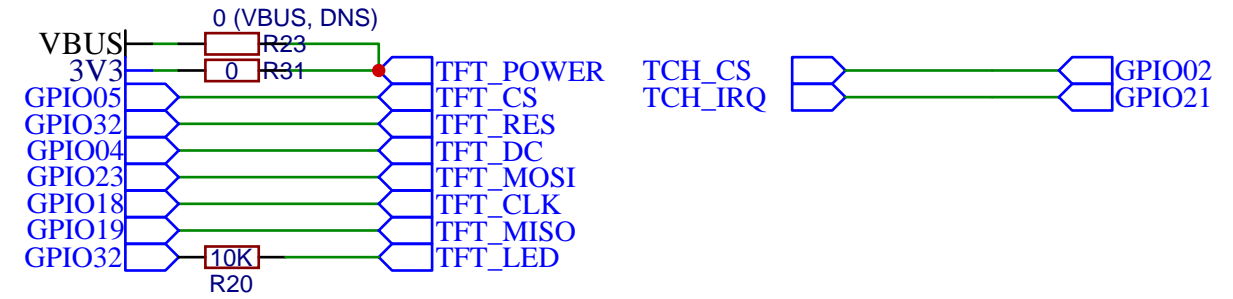 0 (VBUS, DNS)
VBUS R23
3V3 0 R31 TFT_POWER TCH_CS GPIO02
GPIO05 TFT_CS TCH_IRQ GPIO21
GPIO32 TFT_RES
GPIO04 TFT_DC
GPIO23 TFT_MOSI
GPIO18 TFT_CLK
GPIO19 TFT_MISO
GPIO32 10K TFT_LED
R20